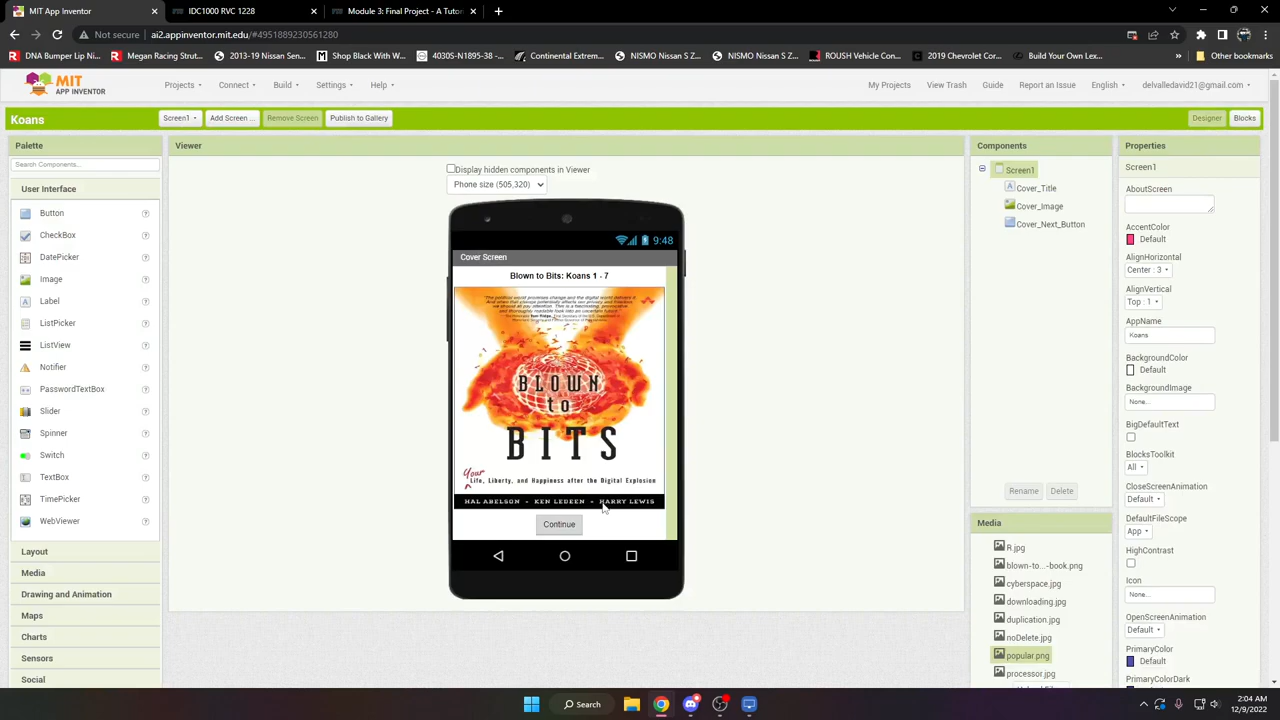 MIT App Inventor
IDC1000 RVC 1228
Module 3: Final Project - A Tutor
Not secure
ai2.appinventor.mit.edu/#4951889230561280
DNA Bumper Lip Niss
Megan Racing Strut
2013-19 Nissan Sen
Shop Black With W
4030S-N1895-38 -
Continental Extrem
NISMO Nissan S Z
NISMO Nissan S Z
ROUSH Vehicle Con
2019 Chevrolet Cor
Build Your Own Lex
Other bookmarks
MIT
APP INVENTOR
Projects
Connect
Build
Settings
Help
My Projects
View Trash
Guide
Report an Issue
English
delvalledavid21@gmail.com
Koans
Screen1
Add Screen ...
Remove Screen
Publish to Gallery
Designer
Blocks
Palette
Search Components...
User Interface
Button
CheckBox
DatePicker
Image
Label
ListPicker
ListView
Notifier
PasswordTextBox
Slider
Spinner
Switch
TextBox
TimePicker
WebViewer
Layout
Media
Drawing and Animation
Maps
Charts
Sensors
Social
Viewer
Display hidden components in Viewer
Phone size (505,320)
9:48
Cover Screen
Blown to Bits: Koans 1 - 7
BLOWN
to
BITS
Your
Life, Liberty, and Happiness after the Digital Explosion
HAL ABELSON • KEN LEDEEN • HARRY LEWIS
Continue
Components
Screen1
Cover_Title
Cover_Image
Cover_Next_Button
Rename
Delete
Media
R.jpg
blown-to...-book.png
cyberspace.jpg
downloading.jpg
duplication.jpg
noDelete.jpg
popular.png
processor.jpg
Properties
Screen1
AboutScreen
AccentColor
Default
AlignHorizontal
Center : 3
AlignVertical
Top : 1
AppName
Koans
BackgroundColor
Default
BackgroundImage
None...
BigDefaultText
BlocksToolkit
All
CloseScreenAnimation
Default
DefaultFileScope
App
HighContrast
Icon
None...
OpenScreenAnimation
Default
PrimaryColor
Default
PrimaryColorDark
Search
2:04 AM
12/9/2022